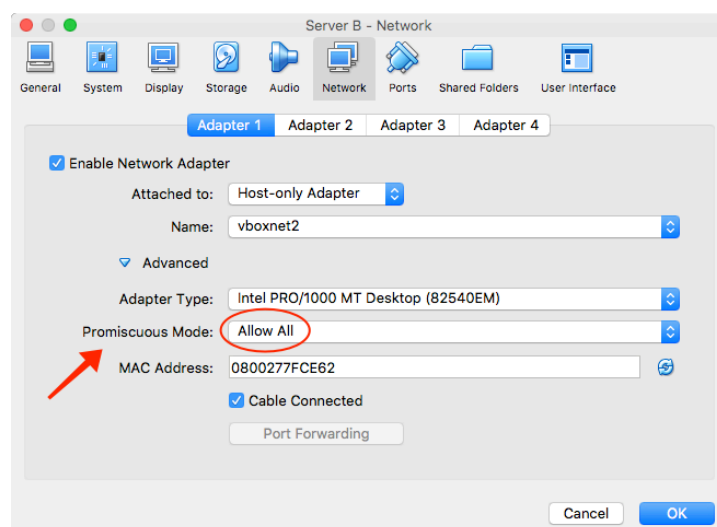 Server B - Network
General System Display Storage Audio Network Ports Shared Folders User Interface
Adapter 1 Adapter 2 Adapter 3 Adapter 4
Enable Network Adapter
Attached to: Host-only Adapter
Name: vboxnet2
Advanced
Adapter Type: Intel PRO/1000 MT Desktop (82540EM)
Promiscuous Mode: Allow All
MAC Address: 0800277FCE62
Cable Connected
Port Forwarding
Cancel OK